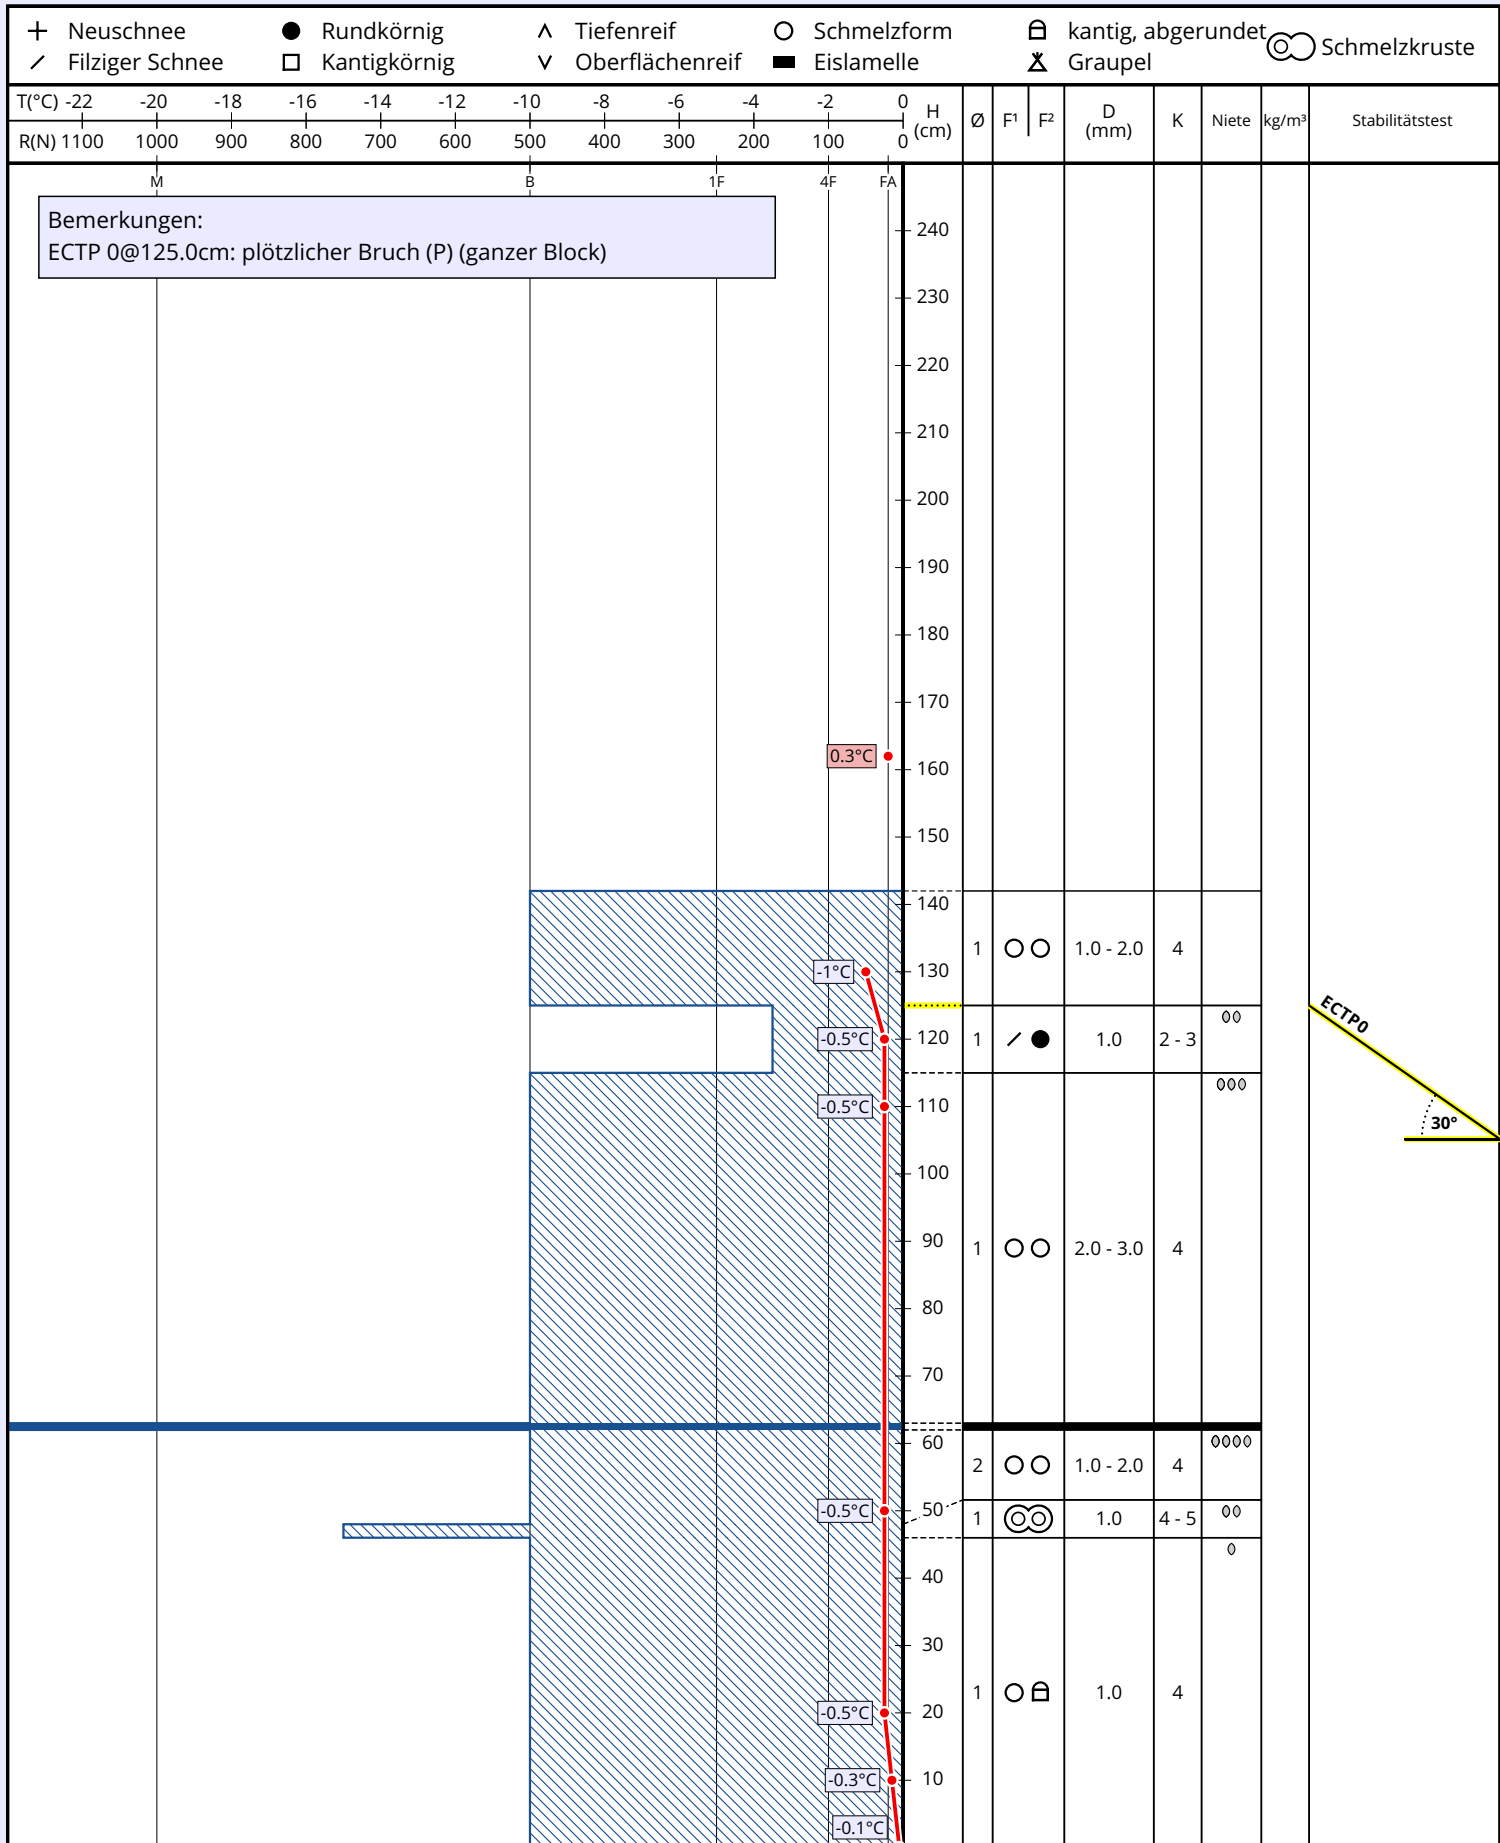 Neuschnee Rundkörnig Tiefenreif Schmelzform kantig, abgerundet Schmelzkruste
Filziger Schnee Kantigkörnig Oberflächenreif Eislamelle Graupel
T(°C) -22 -20 -18 -16 -14 -12 -10 -8 -6 -4 -2 0
R(N) 1100 1000 900 800 700 600 500 400 300 200 100 0
H (cm) Ø F¹ F² D (mm) K Niete kg/m³ Stabilitätstest
M B 1F 4F FA
Bemerkungen:
ECTP 0@125.0cm: plötzlicher Bruch (P) (ganzer Block)
240
230
220
210
200
190
180
170
0.3°C
160
150
140
1 1.0 - 2.0 4
-1°C 130
ECTP0
-0.5°C 120 1 1.0 2 - 3
-0.5°C 110
30°
100
90
1 2.0 - 3.0 4
80
70
60
2 1.0 - 2.0 4
-0.5°C 50
1 1.0 4 - 5
40
30
1 1.0 4
-0.5°C 20
-0.3°C 10
-0.1°C